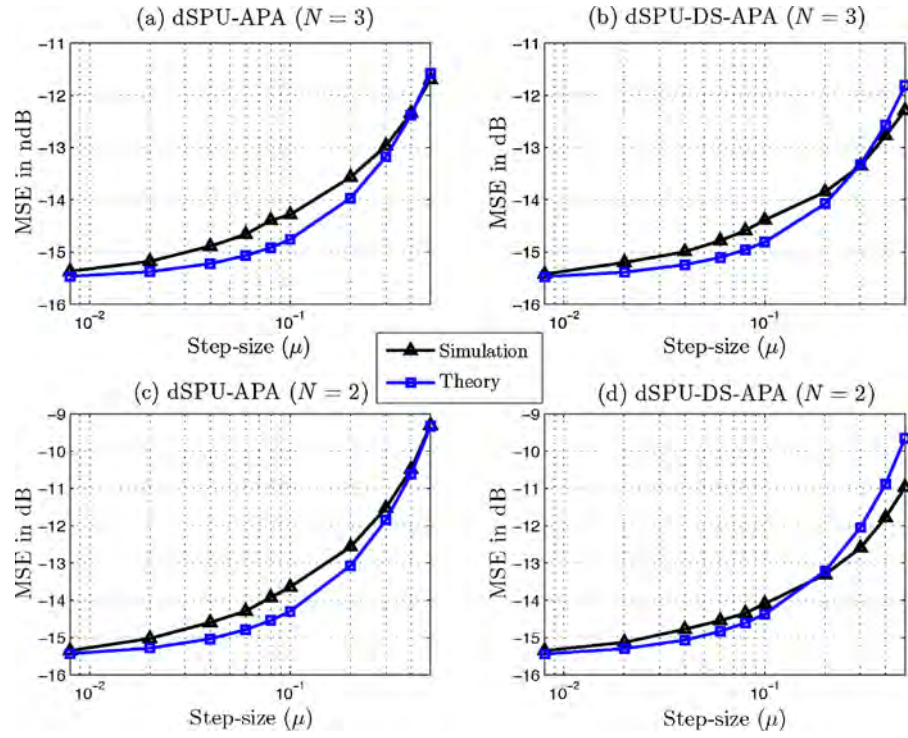 (a) dSPU-APA (N = 3)
MSE in ndB
-11
-12
-13
-14
-15
-16
10⁻²
10⁻¹
Step-size (μ)
(b) dSPU-DS-APA (N = 3)
MSE in dB
-11
-12
-13
-14
-15
-16
10⁻²
10⁻¹
Step-size (μ)
Simulation
Theory
(c) dSPU-APA (N = 2)
MSE in dB
-9
-10
-11
-12
-13
-14
-15
-16
10⁻²
10⁻¹
Step-size (μ)
(d) dSPU-DS-APA (N = 2)
MSE in dB
-9
-10
-11
-12
-13
-14
-15
-16
10⁻²
10⁻¹
Step-size (μ)